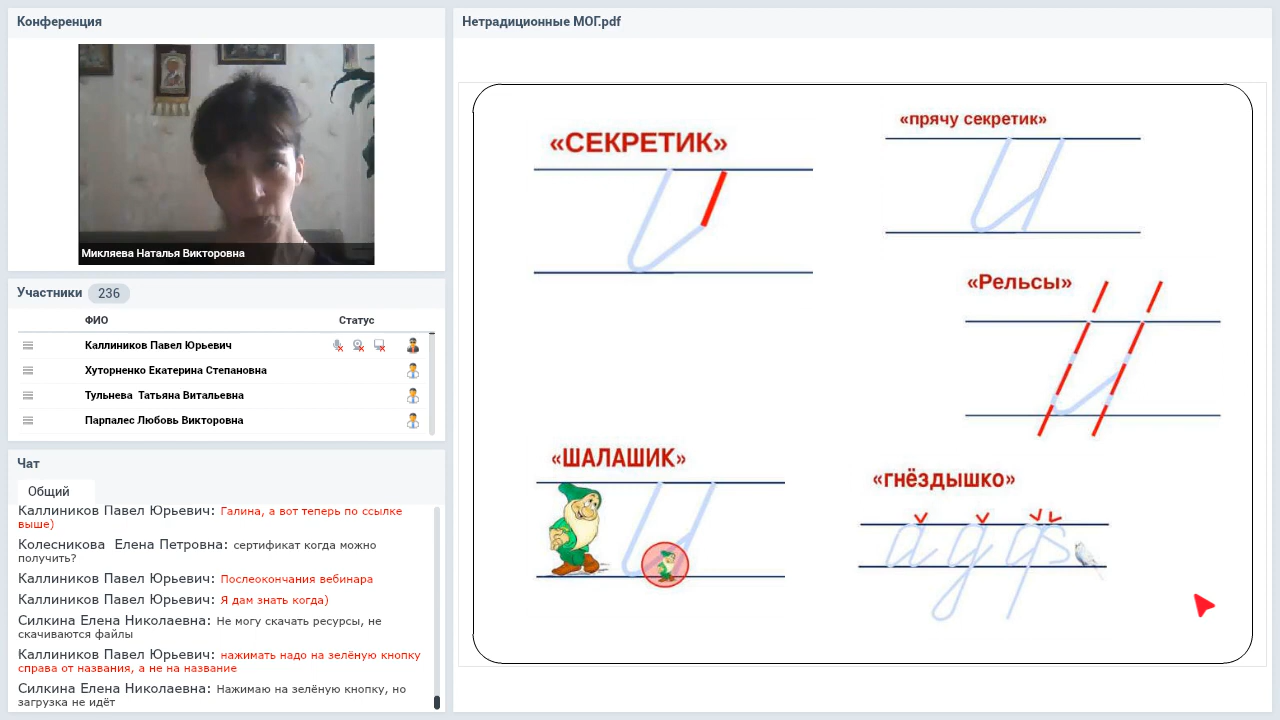 Конференция
Микляева Наталья Викторовна
Участники 236
ФИО Статус
Каллиников Павел Юрьевич
Хуторненко Екатерина Степановна
Тульнева Татьяна Витальевна
Парпалес Любовь Викторовна
Чат
Общий
Каллиников Павел Юрьевич: Галина, а вот теперь по ссылке
выше)
Колесникова Елена Петровна: сертификат когда можно
получить?
Каллиников Павел Юрьевич: Послеокончания вебинара
Каллиников Павел Юрьевич: Я дам знать когда)
Силкина Елена Николаевна: Не могу скачать ресурсы, не
скачиваются файлы
Каллиников Павел Юрьевич: нажимать надо на зелёную кнопку
справа от названия, а не на название
Силкина Елена Николаевна: Нажимаю на зелёную кнопку, но
загрузка не идёт
Нетрадиционные МОГ.pdf
«СЕКРЕТИК»
«прячу секретик»
и
«Рельсы»
и
«ШАЛАШИК»
и
«гнёздышко»
а д ф